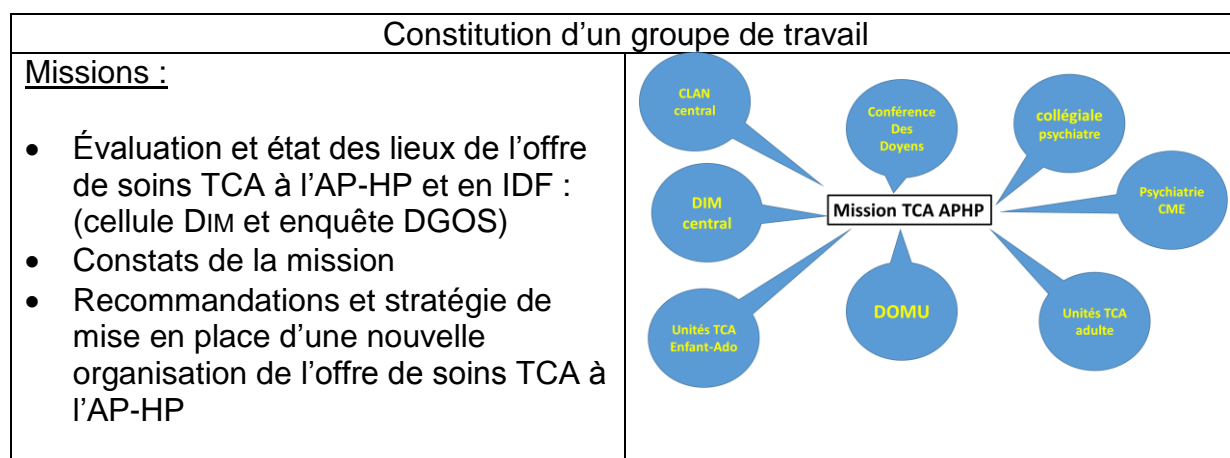 Constitution d’un groupe de travail
Missions :
• Évaluation et état des lieux de l’offre
de soins TCA à l’AP-HP et en IDF :
(cellule DIM et enquête DGOS)
• Constats de la mission
• Recommandations et stratégie de
mise en place d’une nouvelle
organisation de l’offre de soins TCA à
l’AP-HP
CLAN
central
Conférence
Des
Doyens
collégiale
psychiatre
DIM
central
Mission TCA APHP
Psychiatrie
CME
Unités TCA
Enfant-Ado
DOMU
Unités TCA
adulte